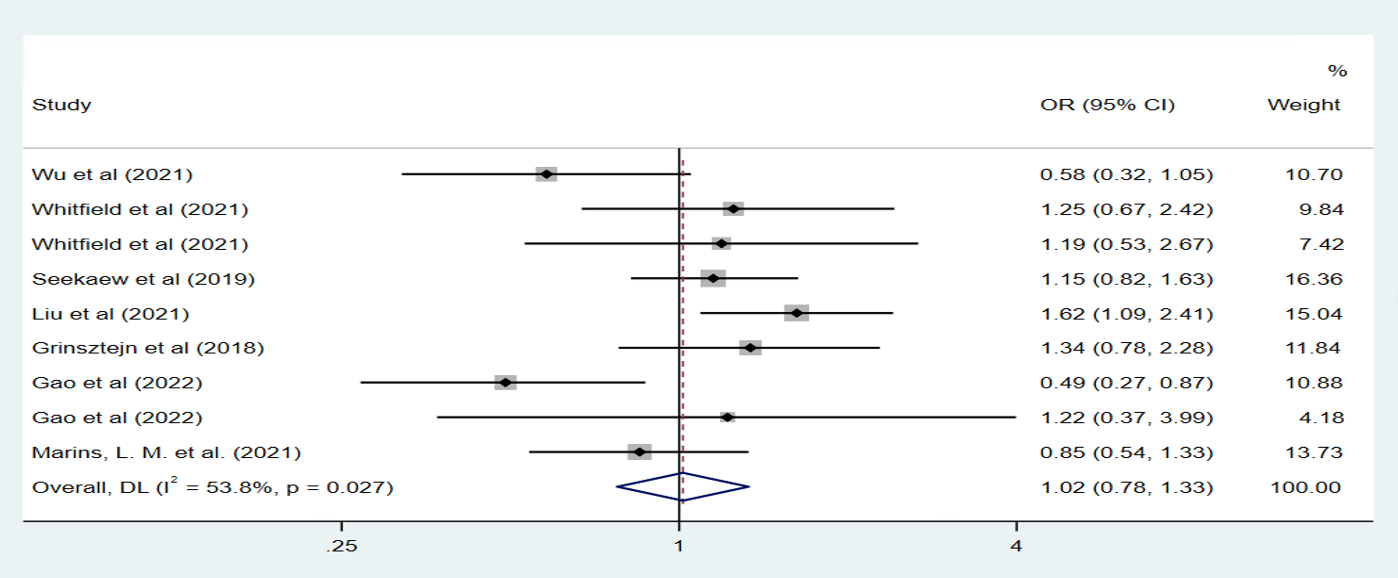 %
Study OR (95% CI) Weight
Wu et al (2021) 0.58 (0.32, 1.05) 10.70
Whitfield et al (2021) 1.25 (0.67, 2.42) 9.84
Whitfield et al (2021) 1.19 (0.53, 2.67) 7.42
Seekaew et al (2019) 1.15 (0.82, 1.63) 16.36
Liu et al (2021) 1.62 (1.09, 2.41) 15.04
Grinsztejn et al (2018) 1.34 (0.78, 2.28) 11.84
Gao et al (2022) 0.49 (0.27, 0.87) 10.88
Gao et al (2022) 1.22 (0.37, 3.99) 4.18
Marins, L. M. et al. (2021) 0.85 (0.54, 1.33) 13.73
Overall, DL (I² = 53.8%, p = 0.027) 1.02 (0.78, 1.33) 100.00
.25 1 4